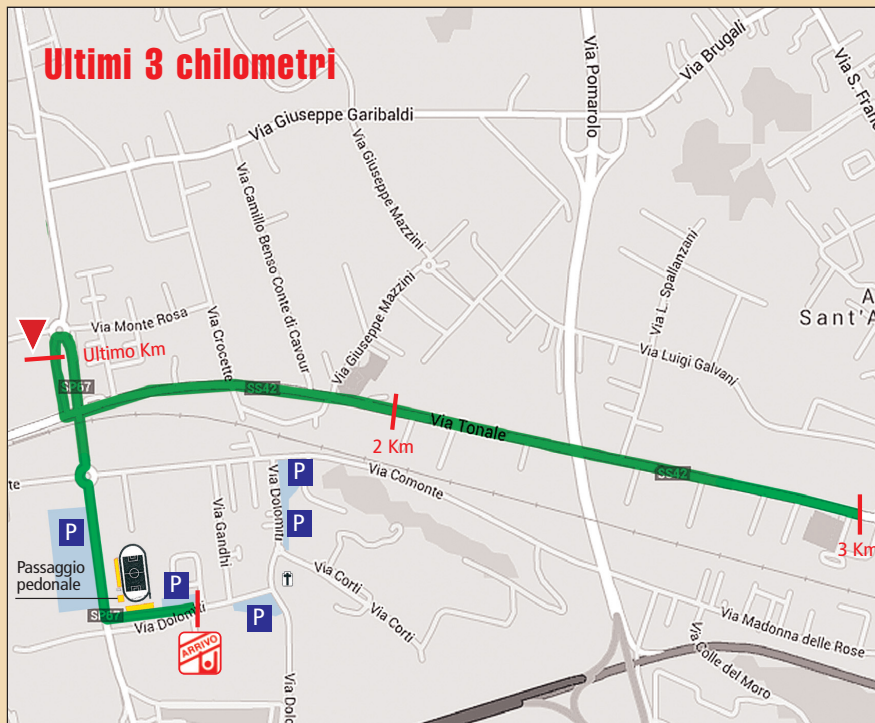 Ultimi 3 chilometri
Via Pomarolo
Via Brugali
Via S. Fran
Via Giuseppe Garibaldi
Via Giuseppe Mazzini
Via Camillo Benso Conte di Cavour
Via L. Spallanzani
A
Sant'A
Via Monte Rosa
Via Crocette
Via Giuseppe Mazzini
Ultimo Km
Via Luigi Galvani
SP67
SS42
2 Km
Via Tonale
SS42
te
Via Comonte
P
P
Via Dolomiti
Via Gandhi
P
3 Km
Passaggio
pedonale
P
Via Corti
Via Corti
P
SP67
Via Dolomiti
ARRIVO
Via Madonna delle Rose
Via Colle del Moro
Via Dolo